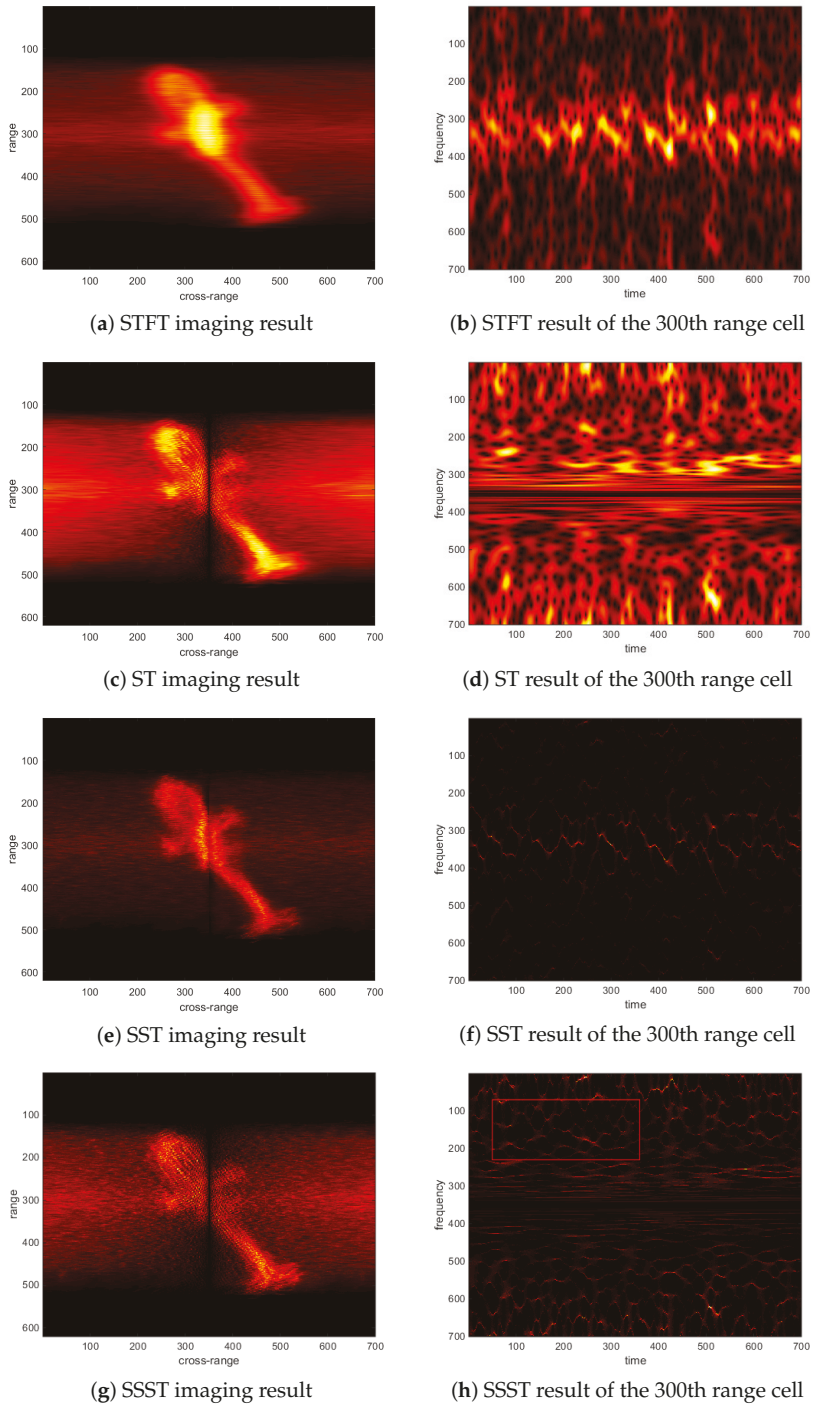 100
200
300
400
500
600
range
100 200 300 400 500 600 700
cross-range
(a) STFT imaging result
100
200
300
400
500
600
700
frequency
100 200 300 400 500 600 700
time
(b) STFT result of the 300th range cell
100
200
300
400
500
600
range
100 200 300 400 500 600 700
cross-range
(c) ST imaging result
100
200
300
400
500
600
700
frequency
100 200 300 400 500 600 700
time
(d) ST result of the 300th range cell
100
200
300
400
500
600
range
100 200 300 400 500 600 700
cross-range
(e) SST imaging result
100
200
300
400
500
600
700
frequency
100 200 300 400 500 600 700
time
(f) SST result of the 300th range cell
100
200
300
400
500
600
range
100 200 300 400 500 600 700
cross-range
(g) SSST imaging result
100
200
300
400
500
600
700
frequency
100 200 300 400 500 600 700
time
(h) SSST result of the 300th range cell